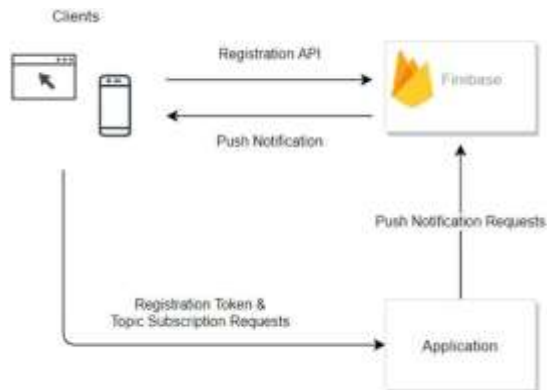 Clients
Registration API
Firebase
Push Notification
Push Notification Requests
Registration Token &
Topic Subscription Requests
Application